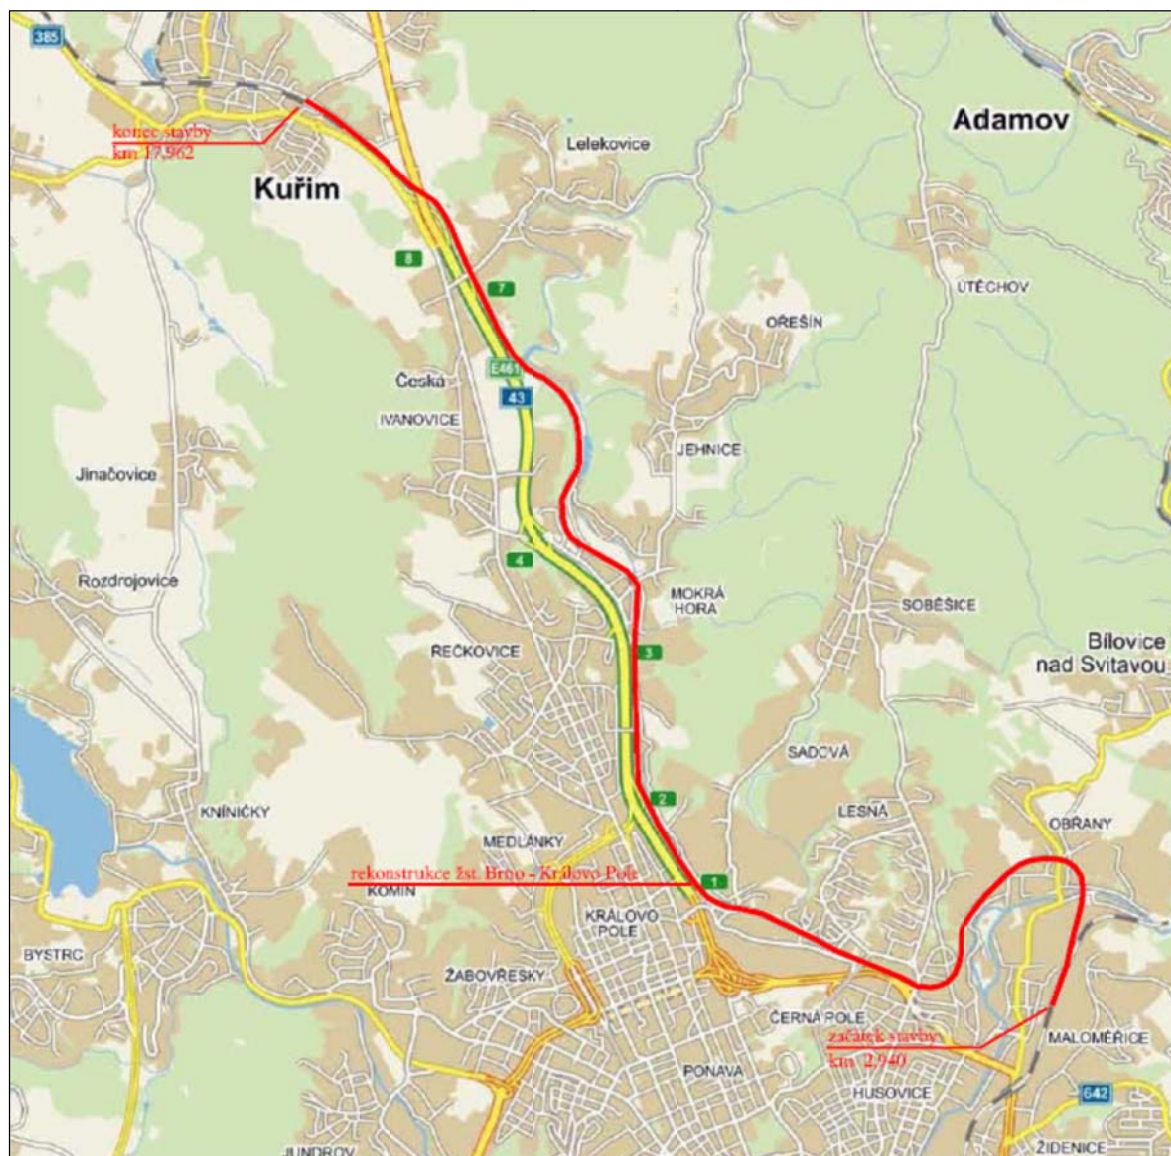 385
konec stavby
km 17,962
Kuřim
Lelekovice
Adamov
8
7
ÚTĚCHOV
OŘEŠÍN
E461
Česká
43
IVANOVICE
JEHNICE
Jinačovice
4
Rozdrojovice
MOKRÁ
HORA
SOBĚŠICE
Bílovice
nad Svitavou
ŘEČKOVICE
3
SADOVÁ
2
KNÍNIČKY
LESNÁ
OBŘANY
MEDLÁNKY
rekonstrukce žst. Brno - Královo Pole
1
KOMÍN
KRÁLOVO
POLE
BYSTRC
ŽABOVŘESKY
ČERNÁ POLE
začátek stavby
km 2,940
MALOMĚŘICE
PONAVA
HUSOVICE
642
JUNDROV
ŽIDENICE